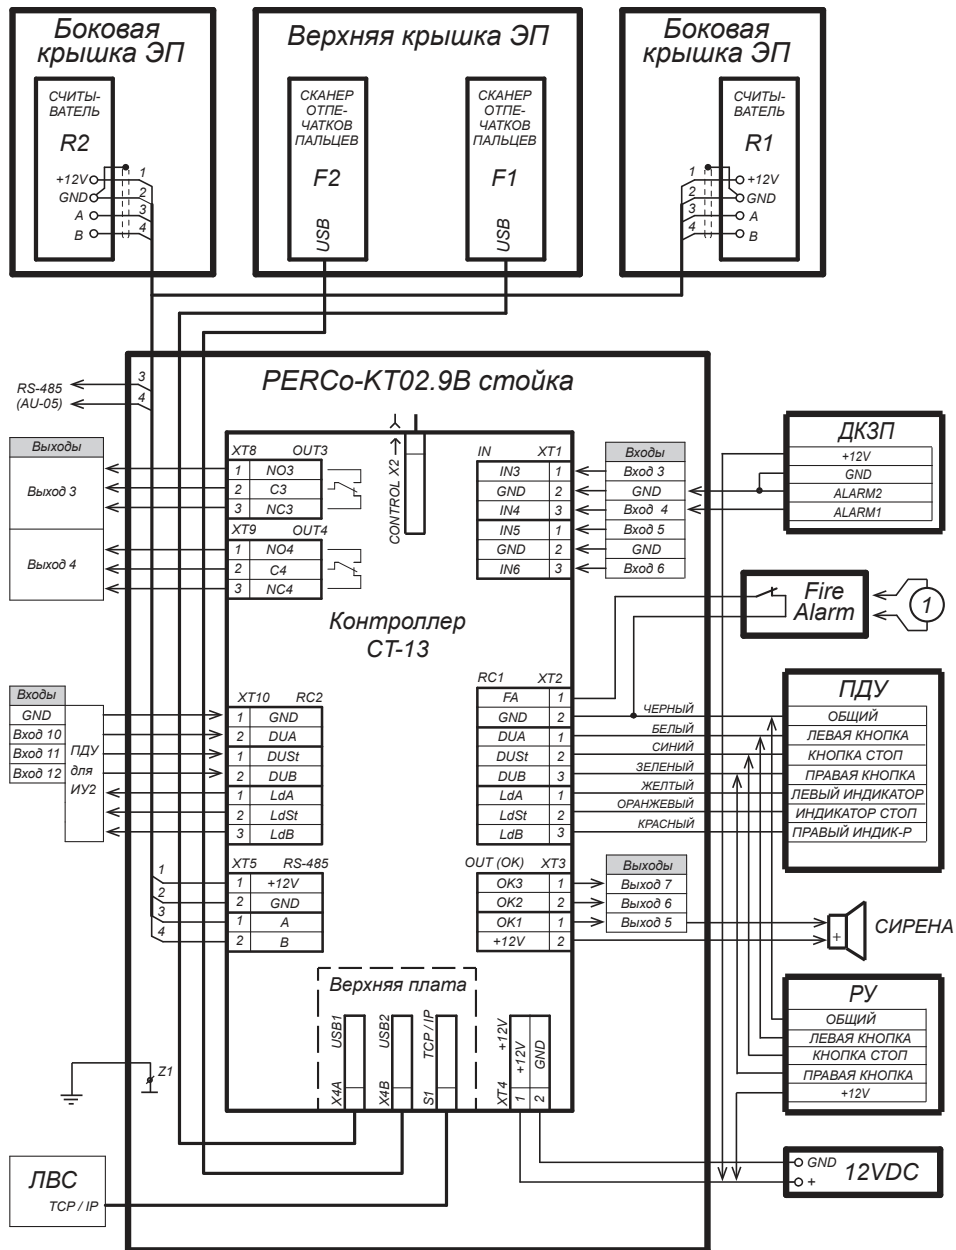 Боковая
крышка ЭП
СЧИТЫ-
ВАТЕЛЬ
R2
+12V
GND
A
B
1
2
3
4
Верхняя крышка ЭП
СКАНЕР
ОТПЕ-
ЧАТКОВ
ПАЛЬЦЕВ
F2
USB
СКАНЕР
ОТПЕ-
ЧАТКОВ
ПАЛЬЦЕВ
F1
USB
Боковая
крышка ЭП
СЧИТЫ-
ВАТЕЛЬ
R1
1
2
3
4
+12V
GND
A
B
PERCo-KT02.9B стойка
RS-485
(AU-05)
3
4
Выходы
Выход 3
Выход 4
XT8 OUT3
1 NO3
2 C3
3 NC3
XT9 OUT4
1 NO4
2 C4
3 NC4
CONTROL X2
IN XT1
IN3 1
GND 2
IN4 3
IN5 1
GND 2
IN6 3
Входы
Вход 3
GND
Вход 4
Вход 5
GND
Вход 6
ДКЗП
+12V
GND
ALARM2
ALARM1
Fire
Alarm
1
Контроллер
CT-13
Входы
GND
Вход 10
Вход 11
Вход 12
ПДУ
для
ИУ2
XT10 RC2
1 GND
2 DUA
1 DUSt
2 DUB
1 LdA
2 LdSt
3 LdB
RC1 XT2
FA 1
GND 2
DUA 1
DUSt 2
DUB 3
LdA 1
LdSt 2
LdB 3
ЧЕРНЫЙ
БЕЛЫЙ
СИНИЙ
ЗЕЛЕНЫЙ
ЖЕЛТЫЙ
ОРАНЖЕВЫЙ
КРАСНЫЙ
ПДУ
ОБЩИЙ
ЛЕВАЯ КНОПКА
КНОПКА СТОП
ПРАВАЯ КНОПКА
ЛЕВЫЙ ИНДИКАТОР
ИНДИКАТОР СТОП
ПРАВЫЙ ИНДИК-Р
1
2
3
4
XT5 RS-485
1 +12V
2 GND
1 A
2 B
OUT (OK) XT3
OK3 1
OK2 2
OK1 1
+12V 2
Выходы
Выход 7
Выход 6
Выход 5
+
СИРЕНА
Верхняя плата
X4A USB1
X4B USB2
S1 TCP / IP
XT4 +12V
1 +12V
2 GND
РУ
ОБЩИЙ
ЛЕВАЯ КНОПКА
КНОПКА СТОП
ПРАВАЯ КНОПКА
+12V
Z1
ЛВС
TCP / IP
GND
+
12VDC